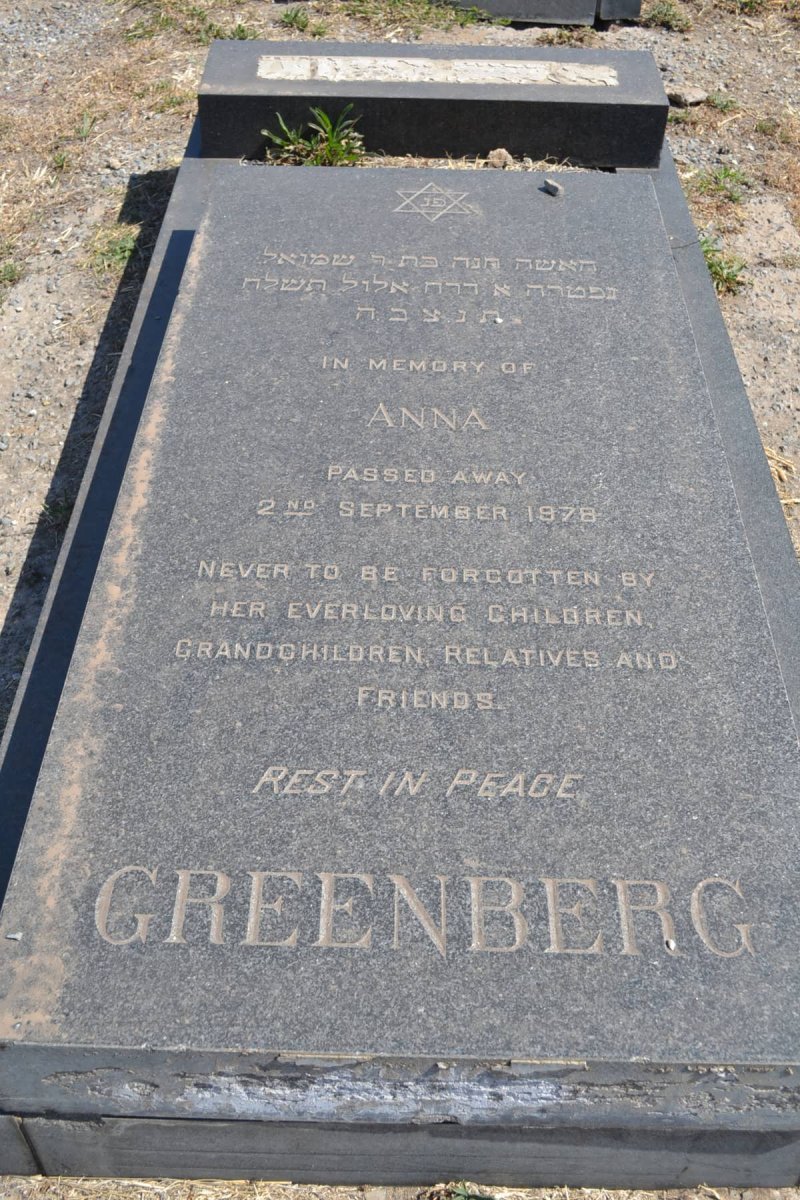 פנ
האשה חנה בת ר שמואל
נפטרה א דרח אלול תשלח
ת נ צ ב ה
IN MEMORY OF
ANNA
PASSED AWAY
2ND SEPTEMBER 1978
NEVER TO BE FORGOTTEN BY
HER EVERLOVING CHILDREN,
GRANDCHILDREN, RELATIVES AND
FRIENDS.
REST IN PEACE
GREENBERG